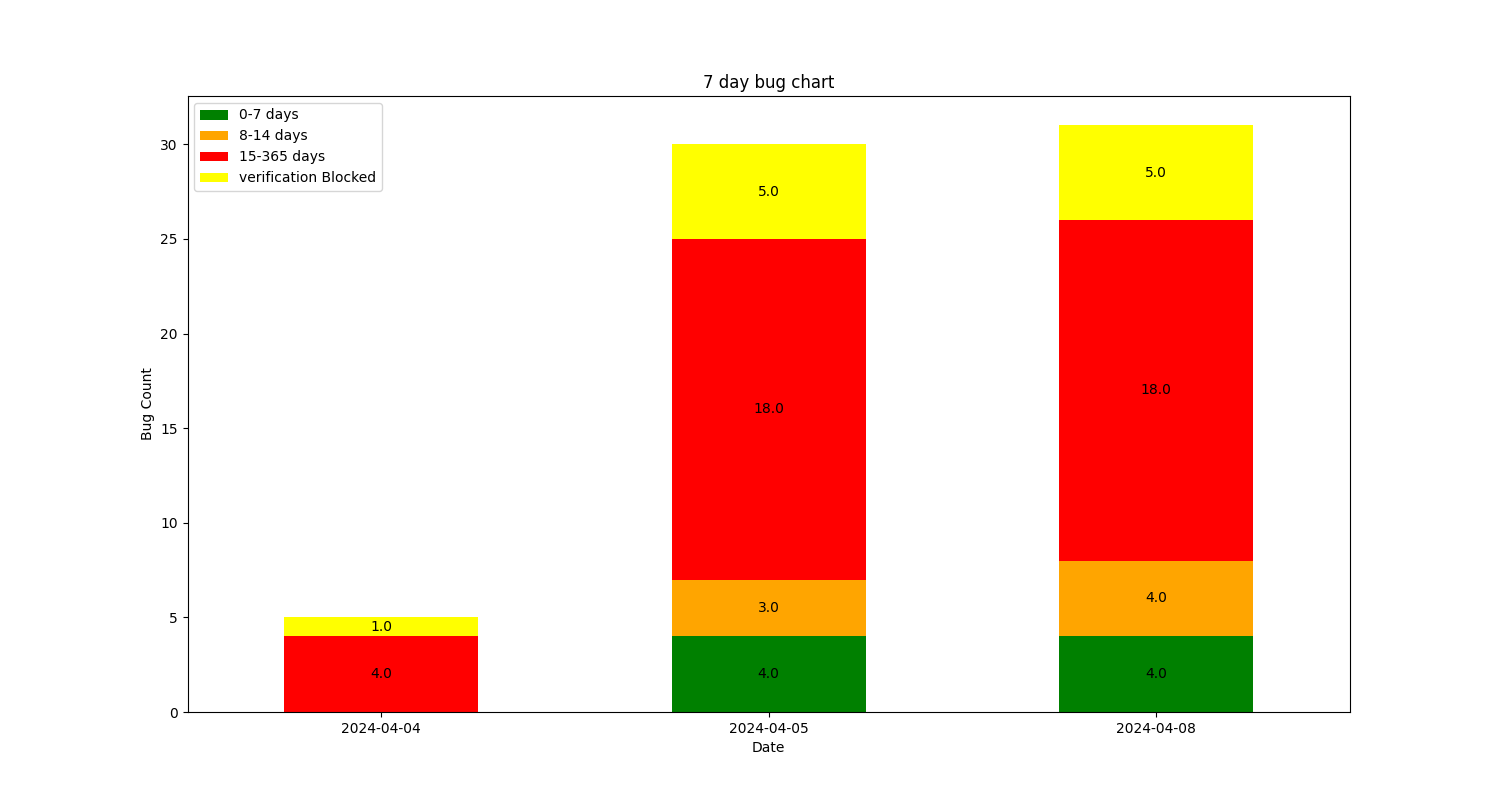 7 day bug chart
0-7 days
8-14 days
15-365 days
verification Blocked
Bug Count
30
25
20
15
10
5
0
5.0
5.0
18.0
18.0
1.0
3.0
4.0
4.0
4.0
4.0
2024-04-04
2024-04-05
2024-04-08
Date